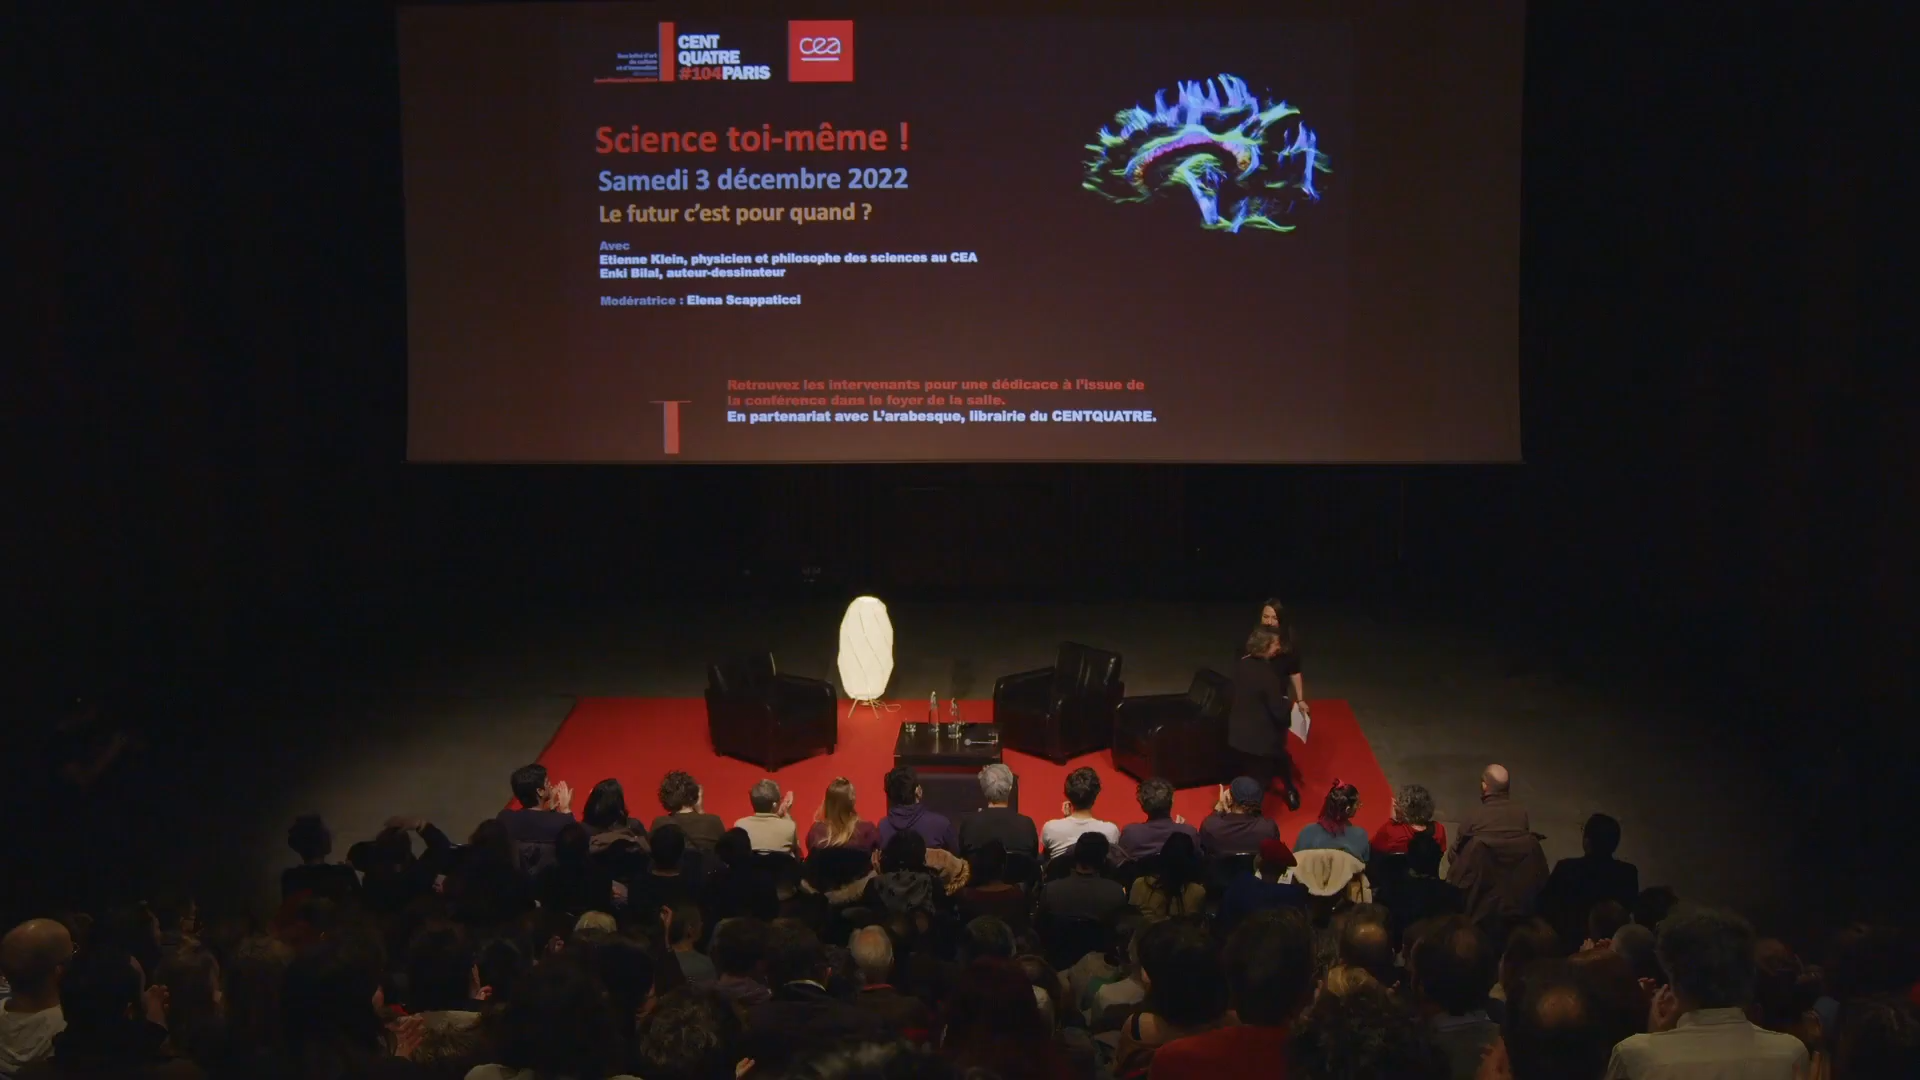 CENT
QUATRE
#104PARIS
cea
Science toi-même !
Samedi 3 décembre 2022
Le futur c'est pour quand ?
Avec
Etienne Klein, physicien et philosophe des sciences au CEA
Enki Bilal, auteur-dessinateur
Modératrice : Elena Scappaticci
Retrouvez les intervenants pour une dédicace à l'issue de
la conférence dans le foyer de la salle.
En partenariat avec L'arabesque, librairie du CENTQUATRE.